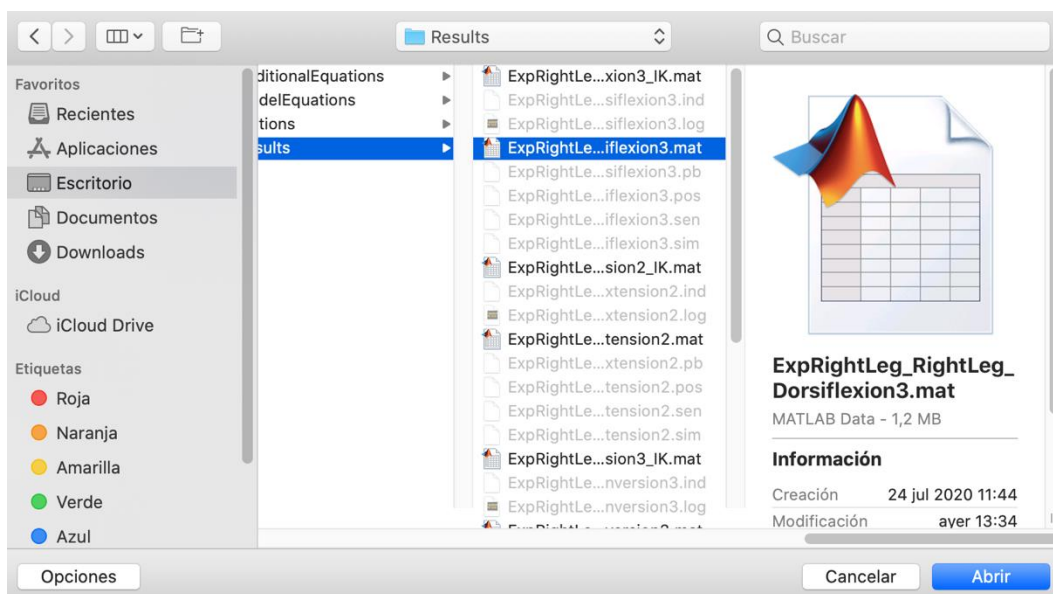 Results
Buscar
Favoritos
Recientes
Aplicaciones
Escritorio
Documentos
Downloads
iCloud
iCloud Drive
Etiquetas
Roja
Naranja
Amarilla
Verde
Azul
ditionalEquations
delEquations
tions
sults
ExpRightLe...xion3_IK.mat
ExpRightLe...siflexion3.ind
ExpRightLe...siflexion3.log
ExpRightLe...iflexion3.mat
ExpRightLe...siflexion3.pb
ExpRightLe...iflexion3.pos
ExpRightLe...iflexion3.sen
ExpRightLe...iflexion3.sim
ExpRightLe...sion2_IK.mat
ExpRightLe...xtension2.ind
ExpRightLe...xtension2.log
ExpRightLe...tension2.mat
ExpRightLe...xtension2.pb
ExpRightLe...tension2.pos
ExpRightLe...tension2.sen
ExpRightLe...tension2.sim
ExpRightLe...sion3_IK.mat
ExpRightLe...nversion3.ind
ExpRightLe...nversion3.log
ExpRightLeg_RightLeg_
Dorsiflexion3.mat
MATLAB Data - 1,2 MB
Información
Creación 24 jul 2020 11:44
Modificación ayer 13:34
Opciones
Cancelar
Abrir